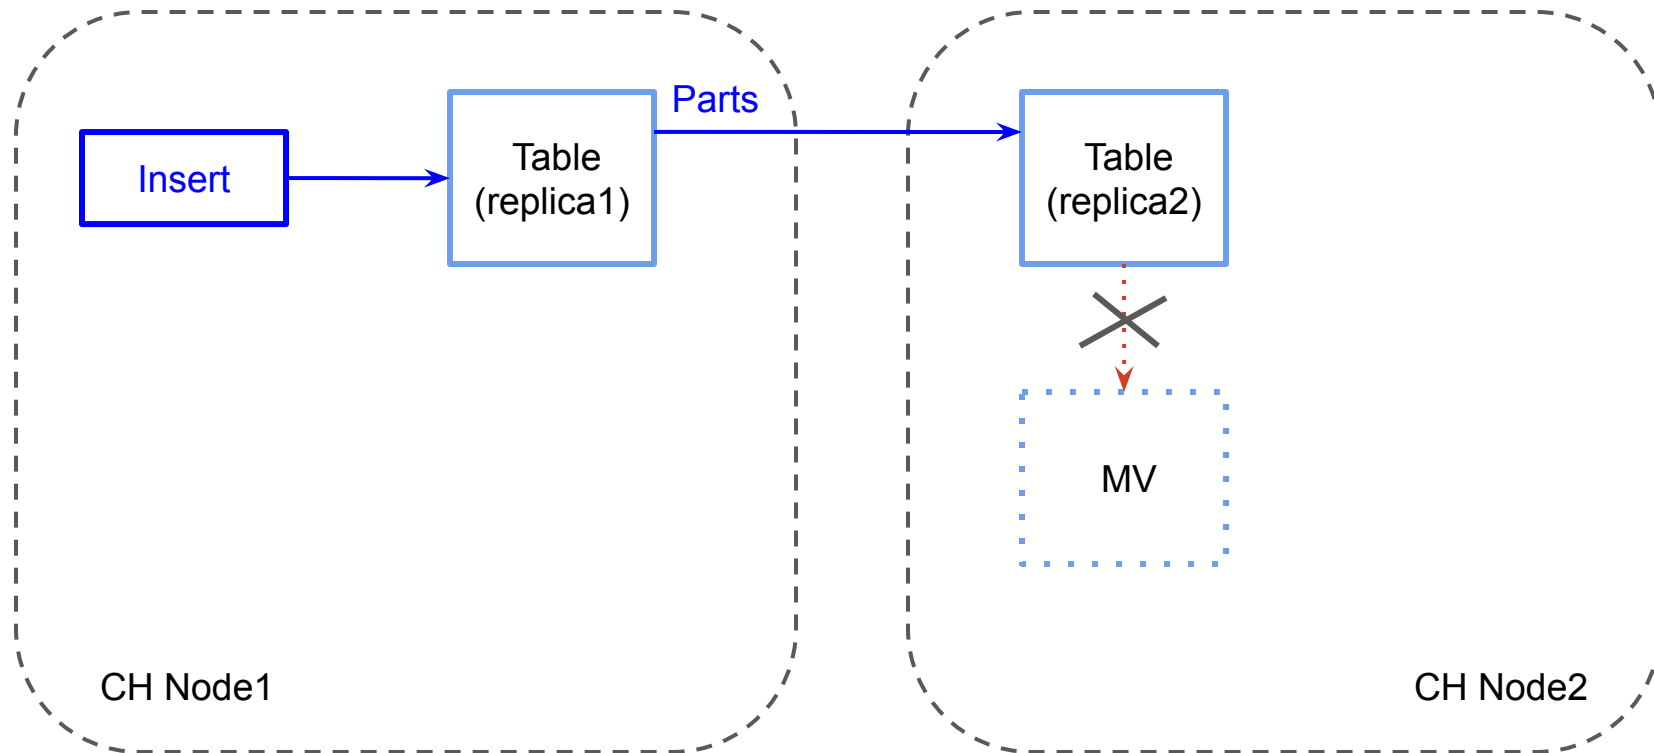 Parts
Insert
Table
(replica1)
Table
(replica2)
MV
CH Node1
CH Node2